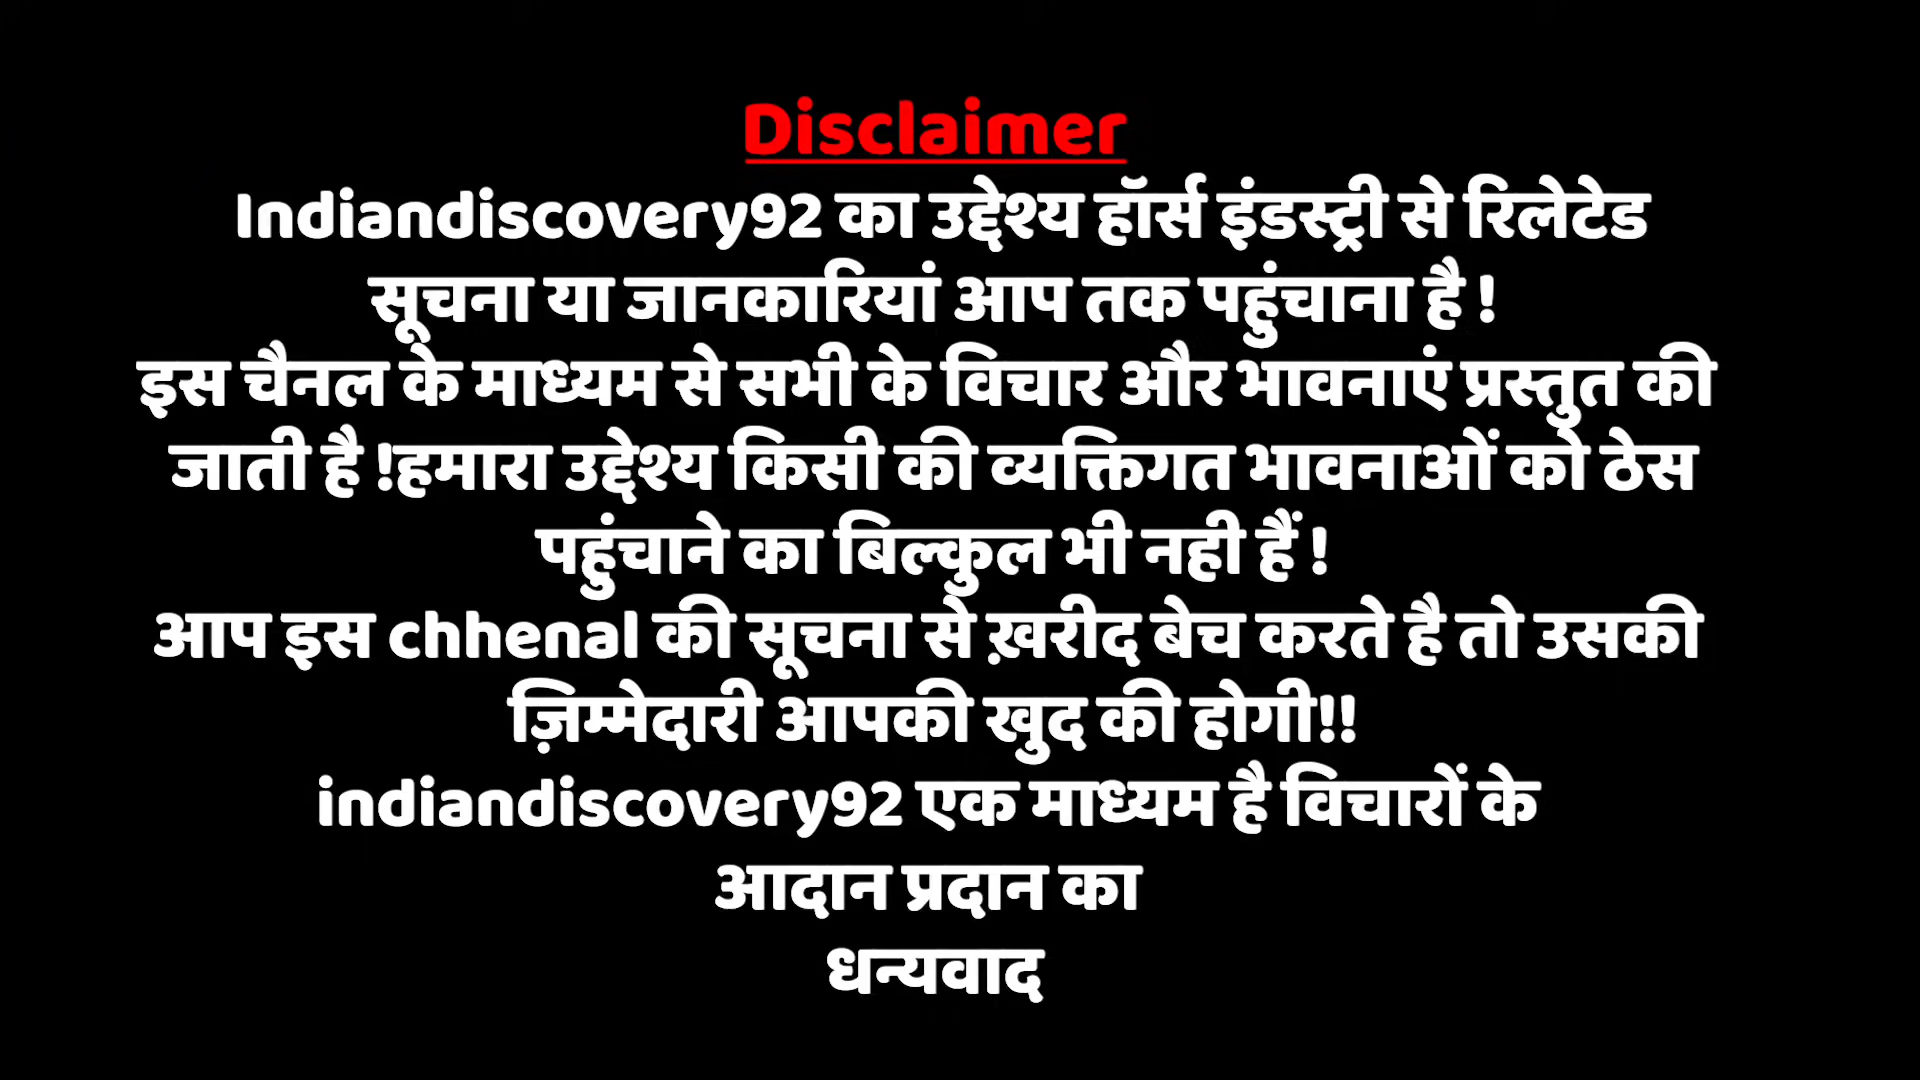 Disclaimer
Indiandiscovery92 का उद्देश्य हॉर्स इंडस्ट्री से रिलेटेड
सूचना या जानकारियां आप तक पहुंचाना है !
इस चैनल के माध्यम से सभी के विचार और भावनाएं प्रस्तुत की
जाती है !हमारा उद्देश्य किसी की व्यक्तिगत भावनाओं को ठेस
पहुंचाने का बिल्कुल भी नही हैं !
आप इस chhenal की सूचना से ख़रीद बेच करते है तो उसकी
ज़िम्मेदारी आपकी खुद की होगी!!
indiandiscovery92 एक माध्यम है विचारों के
आदान प्रदान का
धन्यवाद